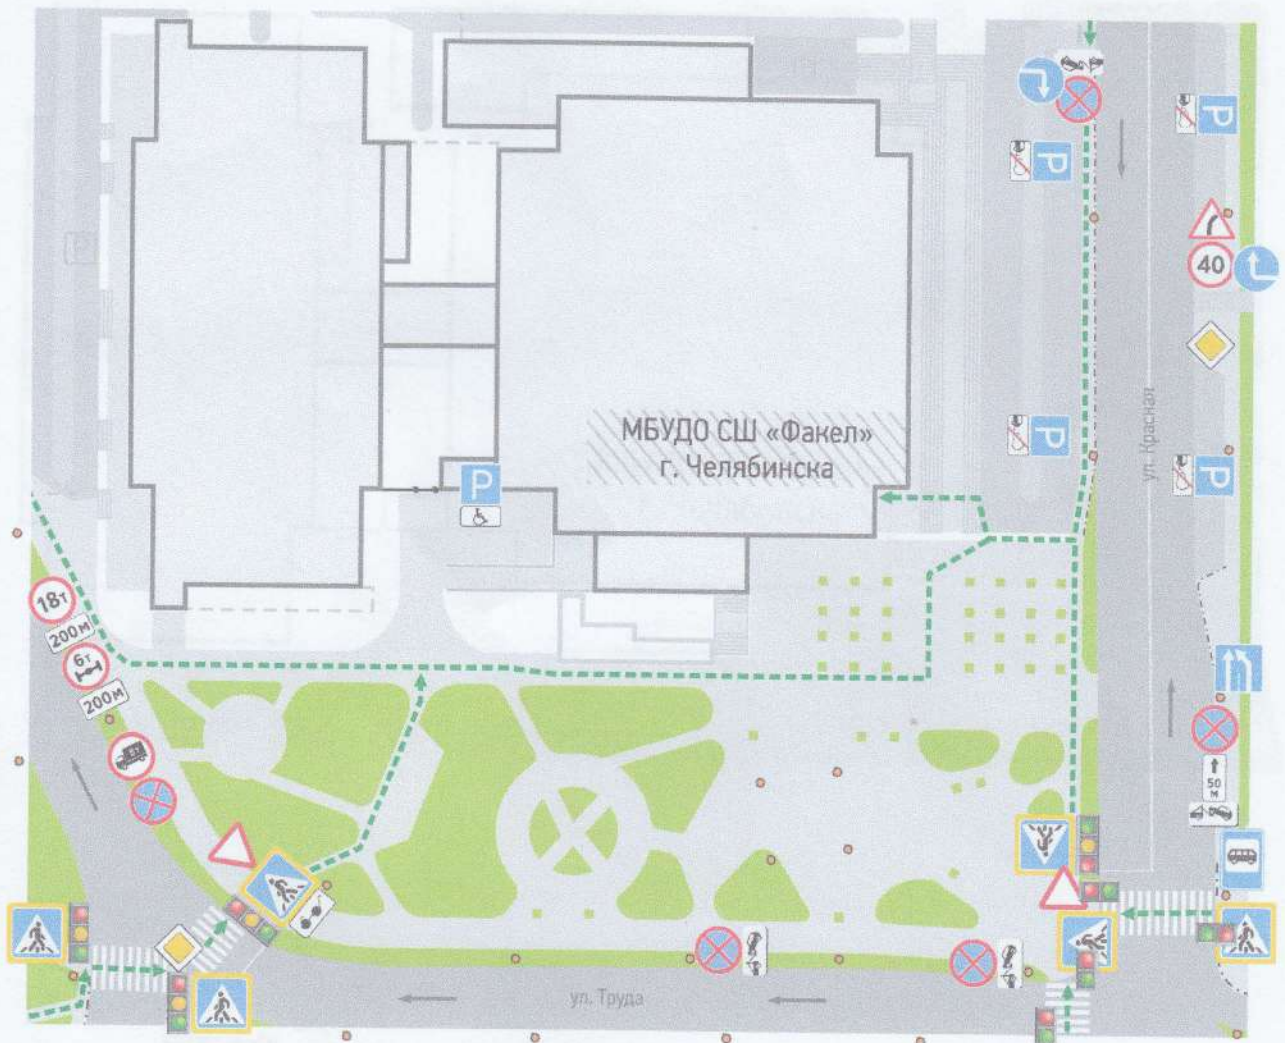 P
P
40
P
ул. Красная
МБУДО СШ «Факел»
г. Челябинска
P
P
P
18т
200м
6т
200м
50
М
ул. Труда